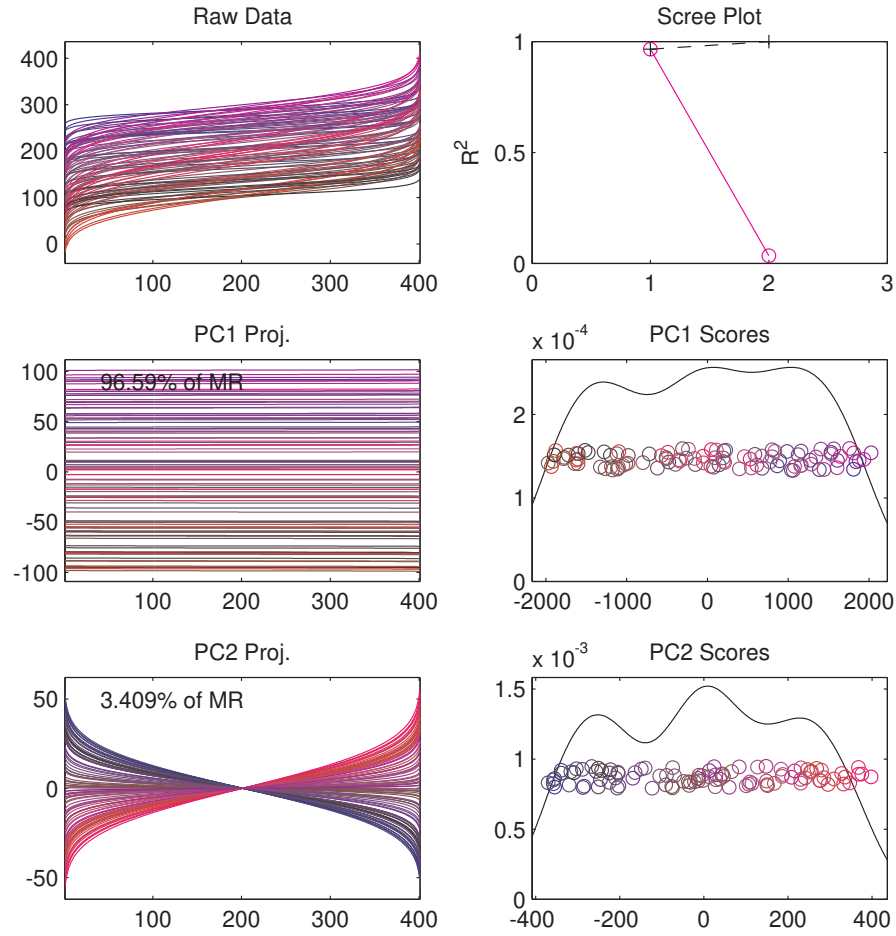 Raw Data
400
300
200
100
0
100 200 300 400
Scree Plot
1
0.5
0
R²
0 1 2 3
PC1 Proj.
96.59% of MR
100
50
0
-50
-100
100 200 300 400
PC1 Scores
x 10⁻⁴
2
1
0
-2000 -1000 0 1000 2000
PC2 Proj.
3.409% of MR
50
0
-50
100 200 300 400
PC2 Scores
x 10⁻³
1.5
1
0.5
0
-400 -200 0 200 400